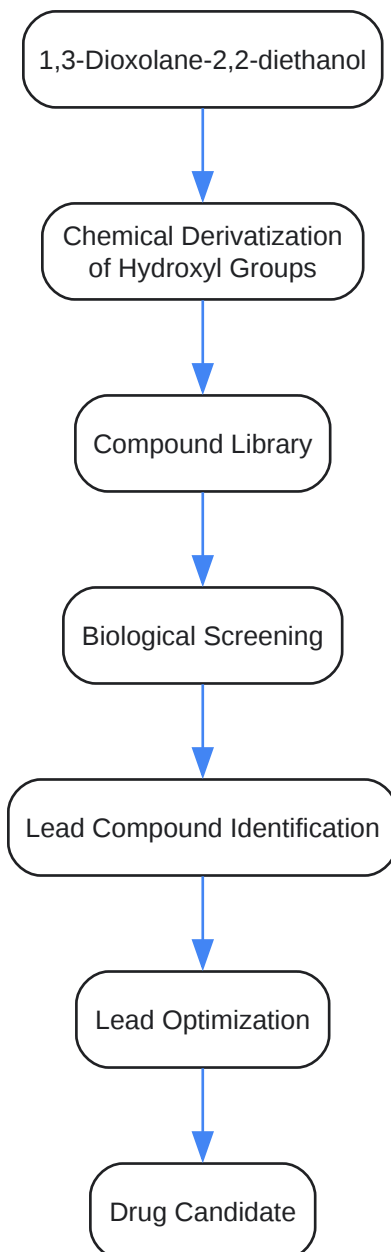 1,3-Dioxolane-2,2-diethanol
Chemical Derivatization
of Hydroxyl Groups
Compound Library
Biological Screening
Lead Compound Identification
Lead Optimization
Drug Candidate